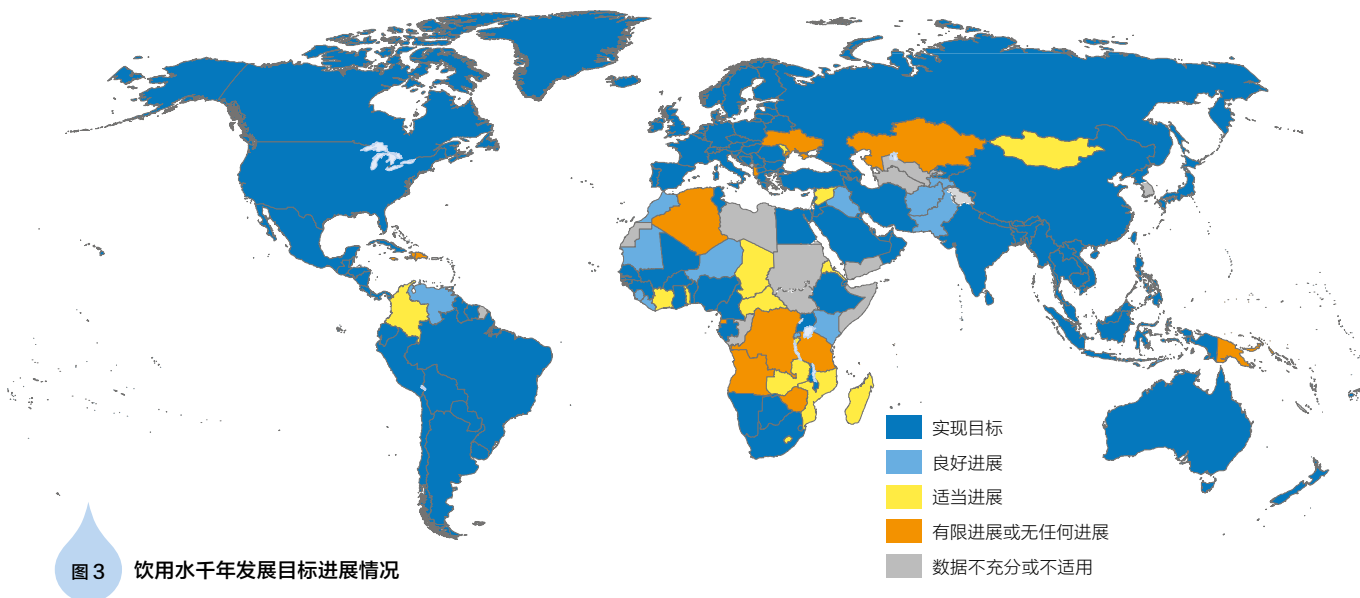 实现目标
良好进展
适当进展
有限进展或无任何进展
数据不充分或不适用
图 3 饮用水千年发展目标进展情况